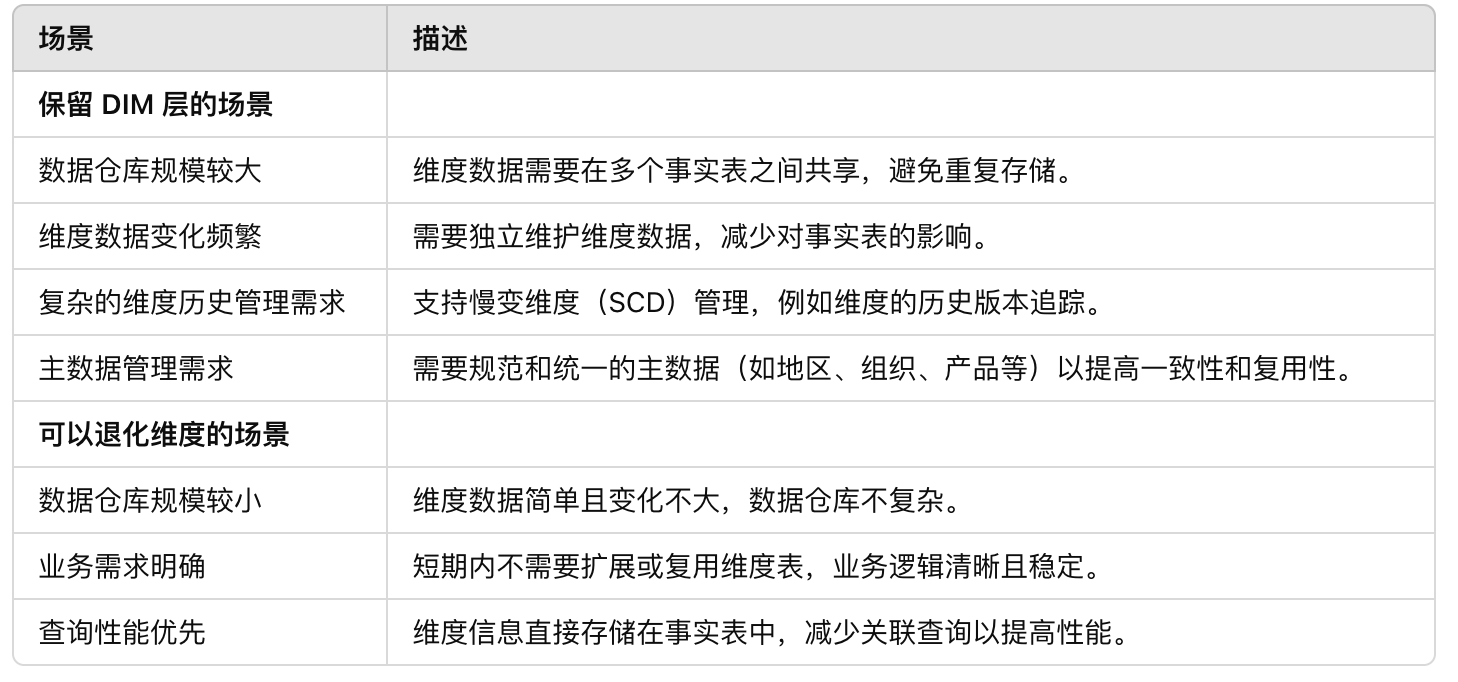 场景 描述
保留 DIM 层的场景
数据仓库规模较大 维度数据需要在多个事实表之间共享，避免重复存储。
维度数据变化频繁 需要独立维护维度数据，减少对事实表的影响。
复杂的维度历史管理需求 支持慢变维度（SCD）管理，例如维度的历史版本追踪。
主数据管理需求 需要规范和统一的主数据（如地区、组织、产品等）以提高一致性和复用性。
可以退化维度的场景
数据仓库规模较小 维度数据简单且变化不大，数据仓库不复杂。
业务需求明确 短期内不需要扩展或复用维度表，业务逻辑清晰且稳定。
查询性能优先 维度信息直接存储在事实表中，减少关联查询以提高性能。